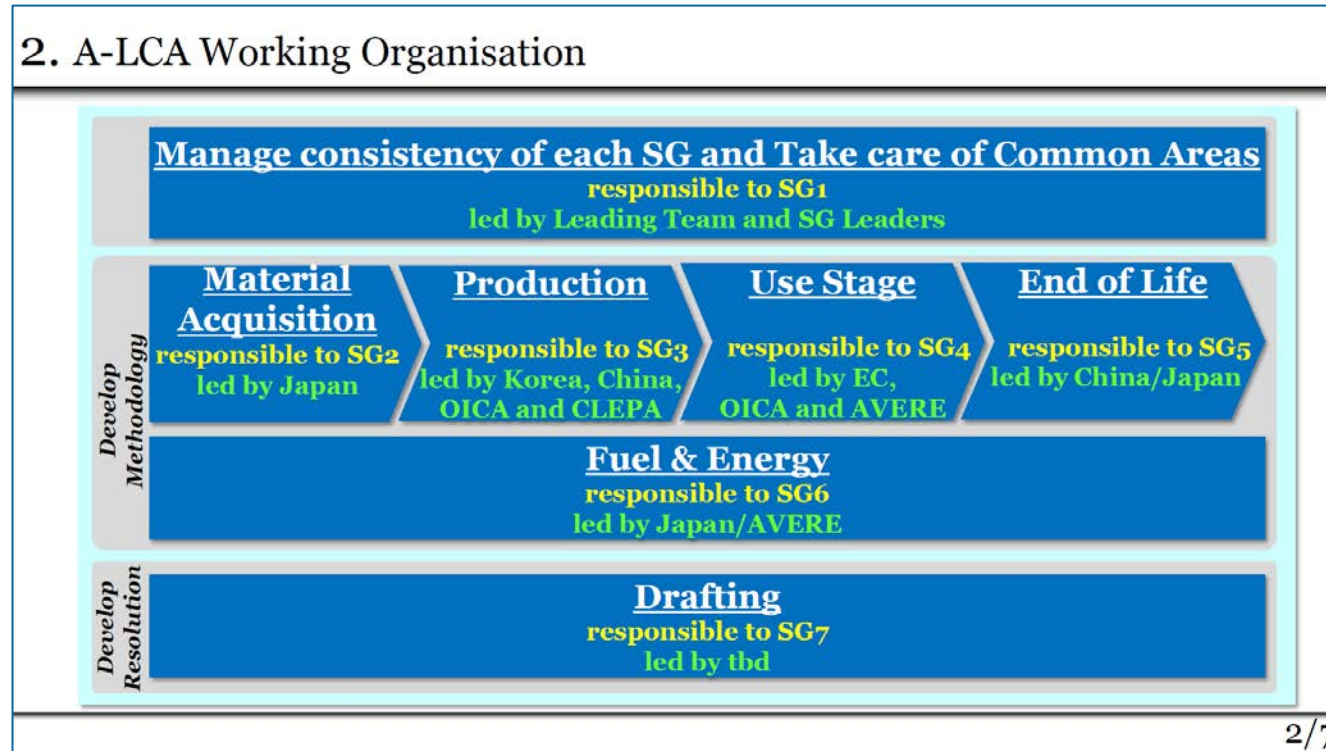 2. A-LCA Working Organisation
Manage consistency of each SG and Take care of Common Areas
responsible to SG1
led by Leading Team and SG Leaders
Develop
Methodology
Material
Acquisition
responsible to SG2
led by Japan
Production
responsible to SG3
led by Korea, China,
OICA and CLEPA
Use Stage
responsible to SG4
led by EC,
OICA and AVERE
End of Life
responsible to SG5
led by China/Japan
Fuel & Energy
responsible to SG6
led by Japan/AVERE
Develop
Resolution
Drafting
responsible to SG7
led by tbd
2/7